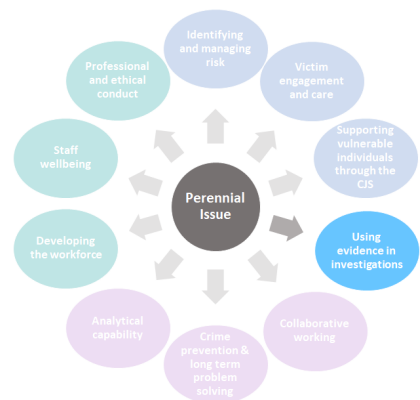 Identifying
and managing
risk
Professional
and ethical
conduct
Victim
engagement
and care
Staff
wellbeing
Supporting
vulnerable
individuals
through the
CJS
Perennial
Issue
Developing
the workforce
Using
evidence in
investigations
Analytical
capability
Collaborative
working
Crime
prevention &
long term
problem
solving